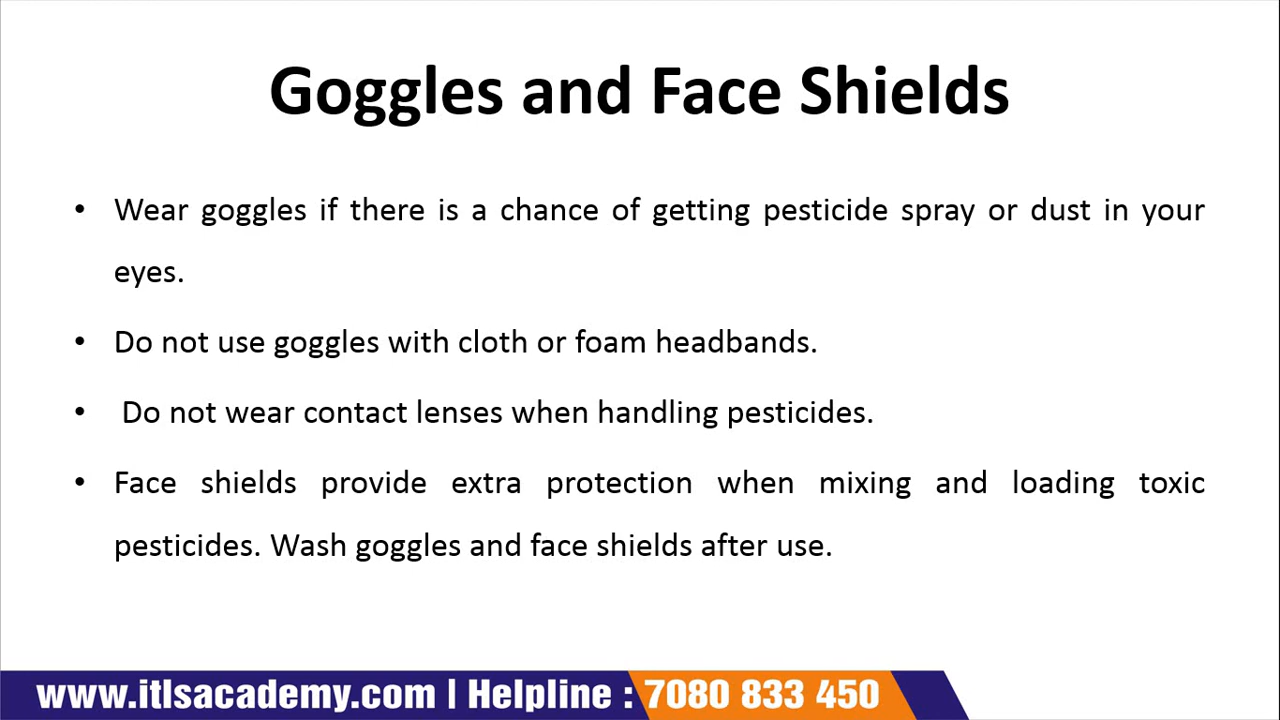 Goggles and Face Shields
• Wear goggles if there is a chance of getting pesticide spray or dust in your
eyes.
• Do not use goggles with cloth or foam headbands.
• Do not wear contact lenses when handling pesticides.
• Face shields provide extra protection when mixing and loading toxic
pesticides. Wash goggles and face shields after use.
www.itlsacademy.com | Helpline : 7080 833 450